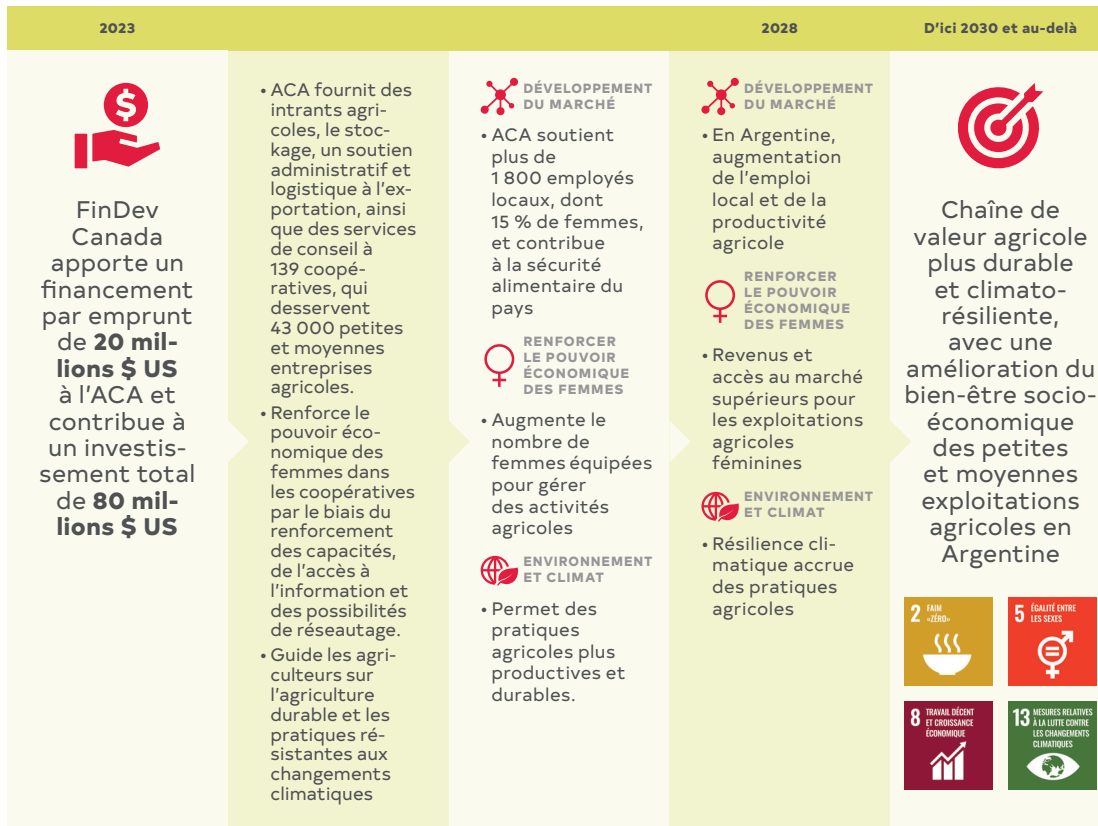 2023
2028
D’ici 2030 et au-delà
FinDev
Canada
apporte un
financement
par emprunt
de 20 mil-
lions $ US
à l’ACA et
contribue à
un investis-
sement total
de 80 mil-
lions $ US
• ACA fournit des
intrants agri-
coles, le stoc-
kage, un soutien
administratif et
logistique à l’ex-
portation, ainsi
que des services
de conseil à
139 coopé-
ratives, qui
desservent
43 000 petites
et moyennes
entreprises
agricoles.
• Renforce le
pouvoir éco-
nomique des
femmes dans
les coopératives
par le biais du
renforcement
des capacités,
de l’accès à
l’information et
des possibilités
de réseautage.
• Guide les agri-
culteurs sur
l’agriculture
durable et les
pratiques ré-
sistantes aux
changements
climatiques
DÉVELOPPEMENT
DU MARCHÉ
• ACA soutient
plus de
1 800 employés
locaux, dont
15 % de femmes,
et contribue
à la sécurité
alimentaire du
pays
RENFORCER
LE POUVOIR
ÉCONOMIQUE
DES FEMMES
• Augmente le
nombre de
femmes équipées
pour gérer
des activités
agricoles
ENVIRONNEMENT
ET CLIMAT
• Permet des
pratiques
agricoles plus
productives et
durables.
DÉVELOPPEMENT
DU MARCHÉ
• En Argentine,
augmentation
de l’emploi
local et de la
productivité
agricole
RENFORCER
LE POUVOIR
ÉCONOMIQUE
DES FEMMES
• Revenus et
accès au marché
supérieurs pour
les exploitations
agricoles
féminines
ENVIRONNEMENT
ET CLIMAT
• Résilience cli-
matique accrue
des pratiques
agricoles
Chaîne de
valeur agricole
plus durable
et climato-
résiliente,
avec une
amélioration du
bien-être socio-
économique
des petites
et moyennes
exploitations
agricoles en
Argentine
2 FAIM
«ZÉRO»
5 ÉGALITÉ ENTRE
LES SEXES
8 TRAVAIL DÉCENT
ET CROISSANCE
ÉCONOMIQUE
13 MESURES RELATIVES
À LA LUTTE CONTRE
LES CHANGEMENTS
CLIMATIQUES